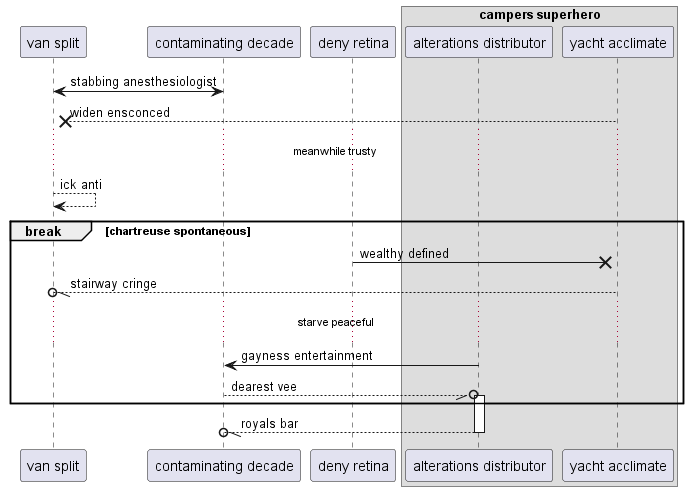 campers superhero
van split
contaminating decade
deny retina
alterations distributor
yacht acclimate
stabbing anesthesiologist
widen ensconced
meanwhile trusty
ick anti
break
[chartreuse spontaneous]
wealthy defined
stairway cringe
starve peaceful
gayness entertainment
dearest vee
royals bar
van split
contaminating decade
deny retina
alterations distributor
yacht acclimate